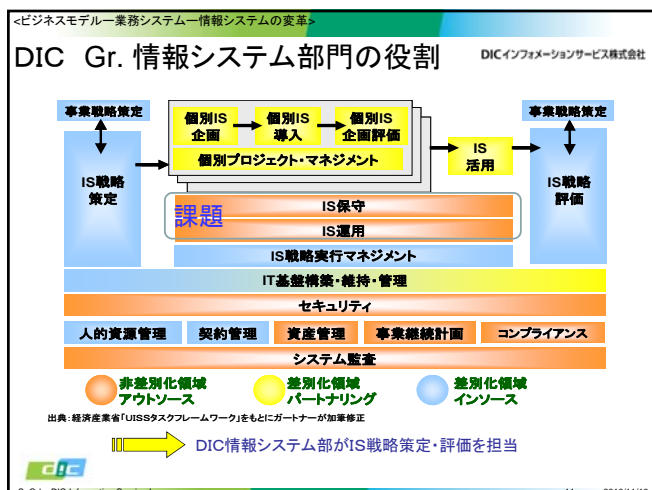 <ビジネスモデルー業務システムー情報システムの変革>
DIC Gr. 情報システム部門の役割
DICインフォメーションサービス株式会社
事業戦略策定
個別IS
企画
個別IS
導入
個別IS
企画評価
事業戦略策定
個別プロジェクト・マネジメント
IS
活用
IS戦略
策定
IS戦略
評価
課題
IS保守
IS運用
IS戦略実行マネジメント
IT基盤構築・維持・管理
セキュリティ
人的資源管理
契約管理
資産管理
事業継続計画
コンプライアンス
システム監査
非差別化領域
アウトソース
差別化領域
パートナリング
差別化領域
インソース
出典:経済産業省「UISSタスクフレームワーク」をもとにガートナーが加筆修正
DIC情報システム部がIS戦略策定・評価を担当
dic